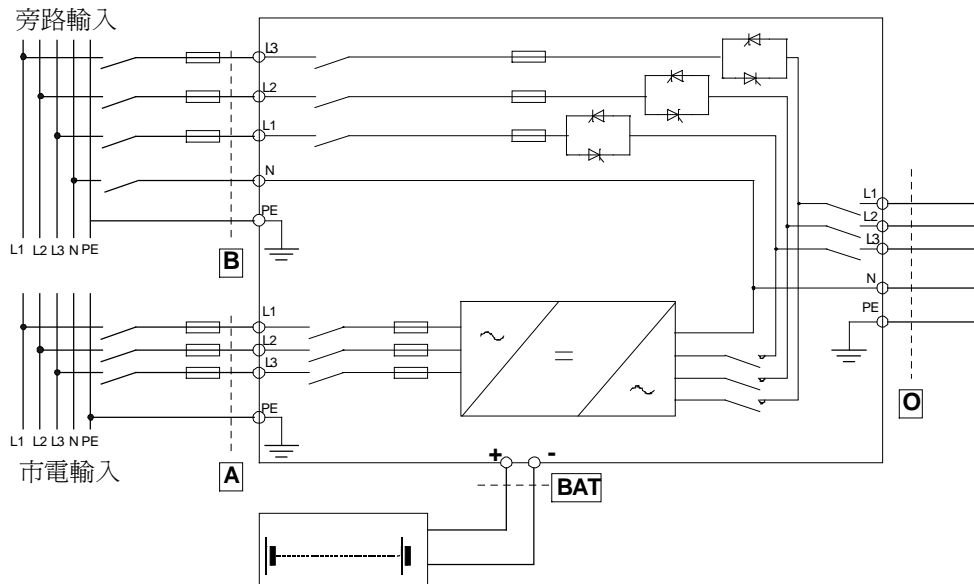 旁路輸入
L3
L2
L1
N
PE
L1 L2 L3 N PE
B
L1
L2
L3
N
PE
O
L1
L2
L3
PE
L1 L2 L3 N PE
市電輸入
A
+ -
BAT